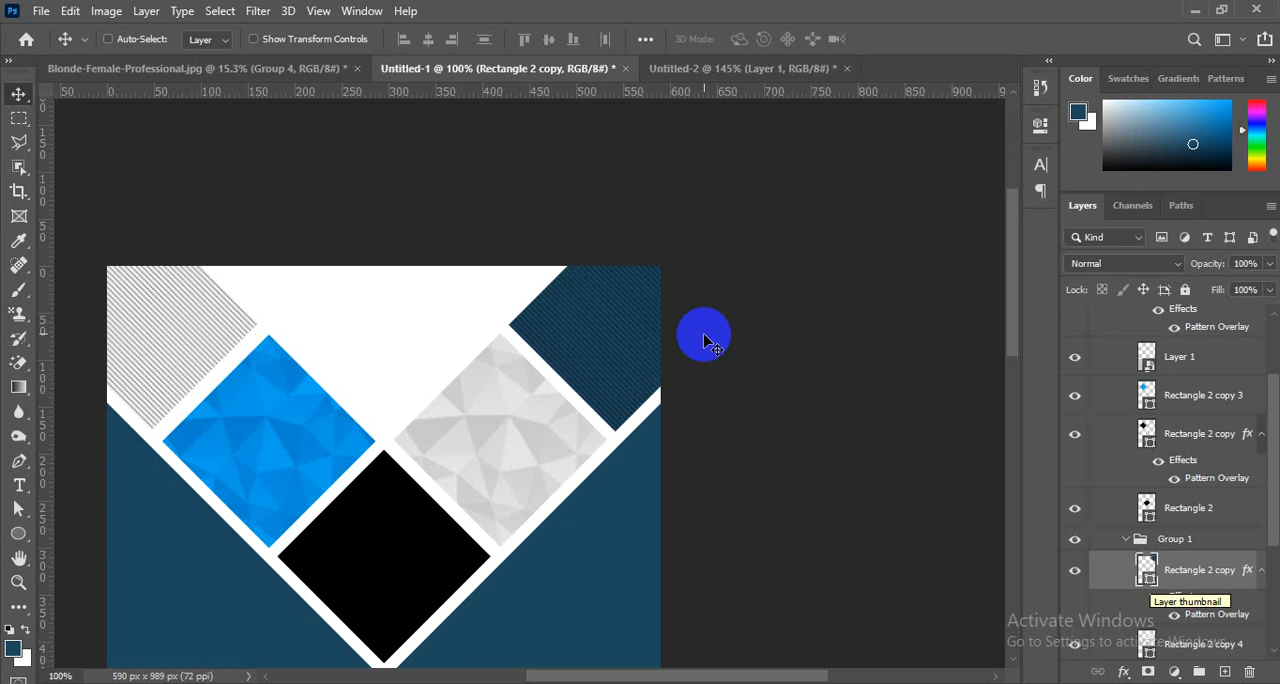 Ps File Edit Image Layer Type Select Filter 3D View Window Help
Auto-Select: Layer Show Transform Controls 3D Mode:
Blonde-Female-Professional.jpg @ 15.3% (Group 4, RGB/8#) * × Untitled-1 @ 100% (Rectangle 2 copy, RGB/8#) * × Untitled-2 @ 145% (Layer 1, RGB/8#) * ×
50 0 50 100 150 200 250 300 350 400 450 500 550 600 650 700 750 800 850 900 9
Color Swatches Gradients Patterns
Layers Channels Paths
Kind
Normal Opacity: 100%
Lock: Fill: 100%
Effects
Pattern Overlay
Layer 1
Rectangle 2 copy 3
Rectangle 2 copy fx
Effects
Pattern Overlay
Rectangle 2
Group 1
Rectangle 2 copy fx
Layer thumbnail
Pattern Overlay
Rectangle 2 copy 4
Activate Windows
Go to Settings to activate Windows.
100% 590 px x 989 px (72 ppi)